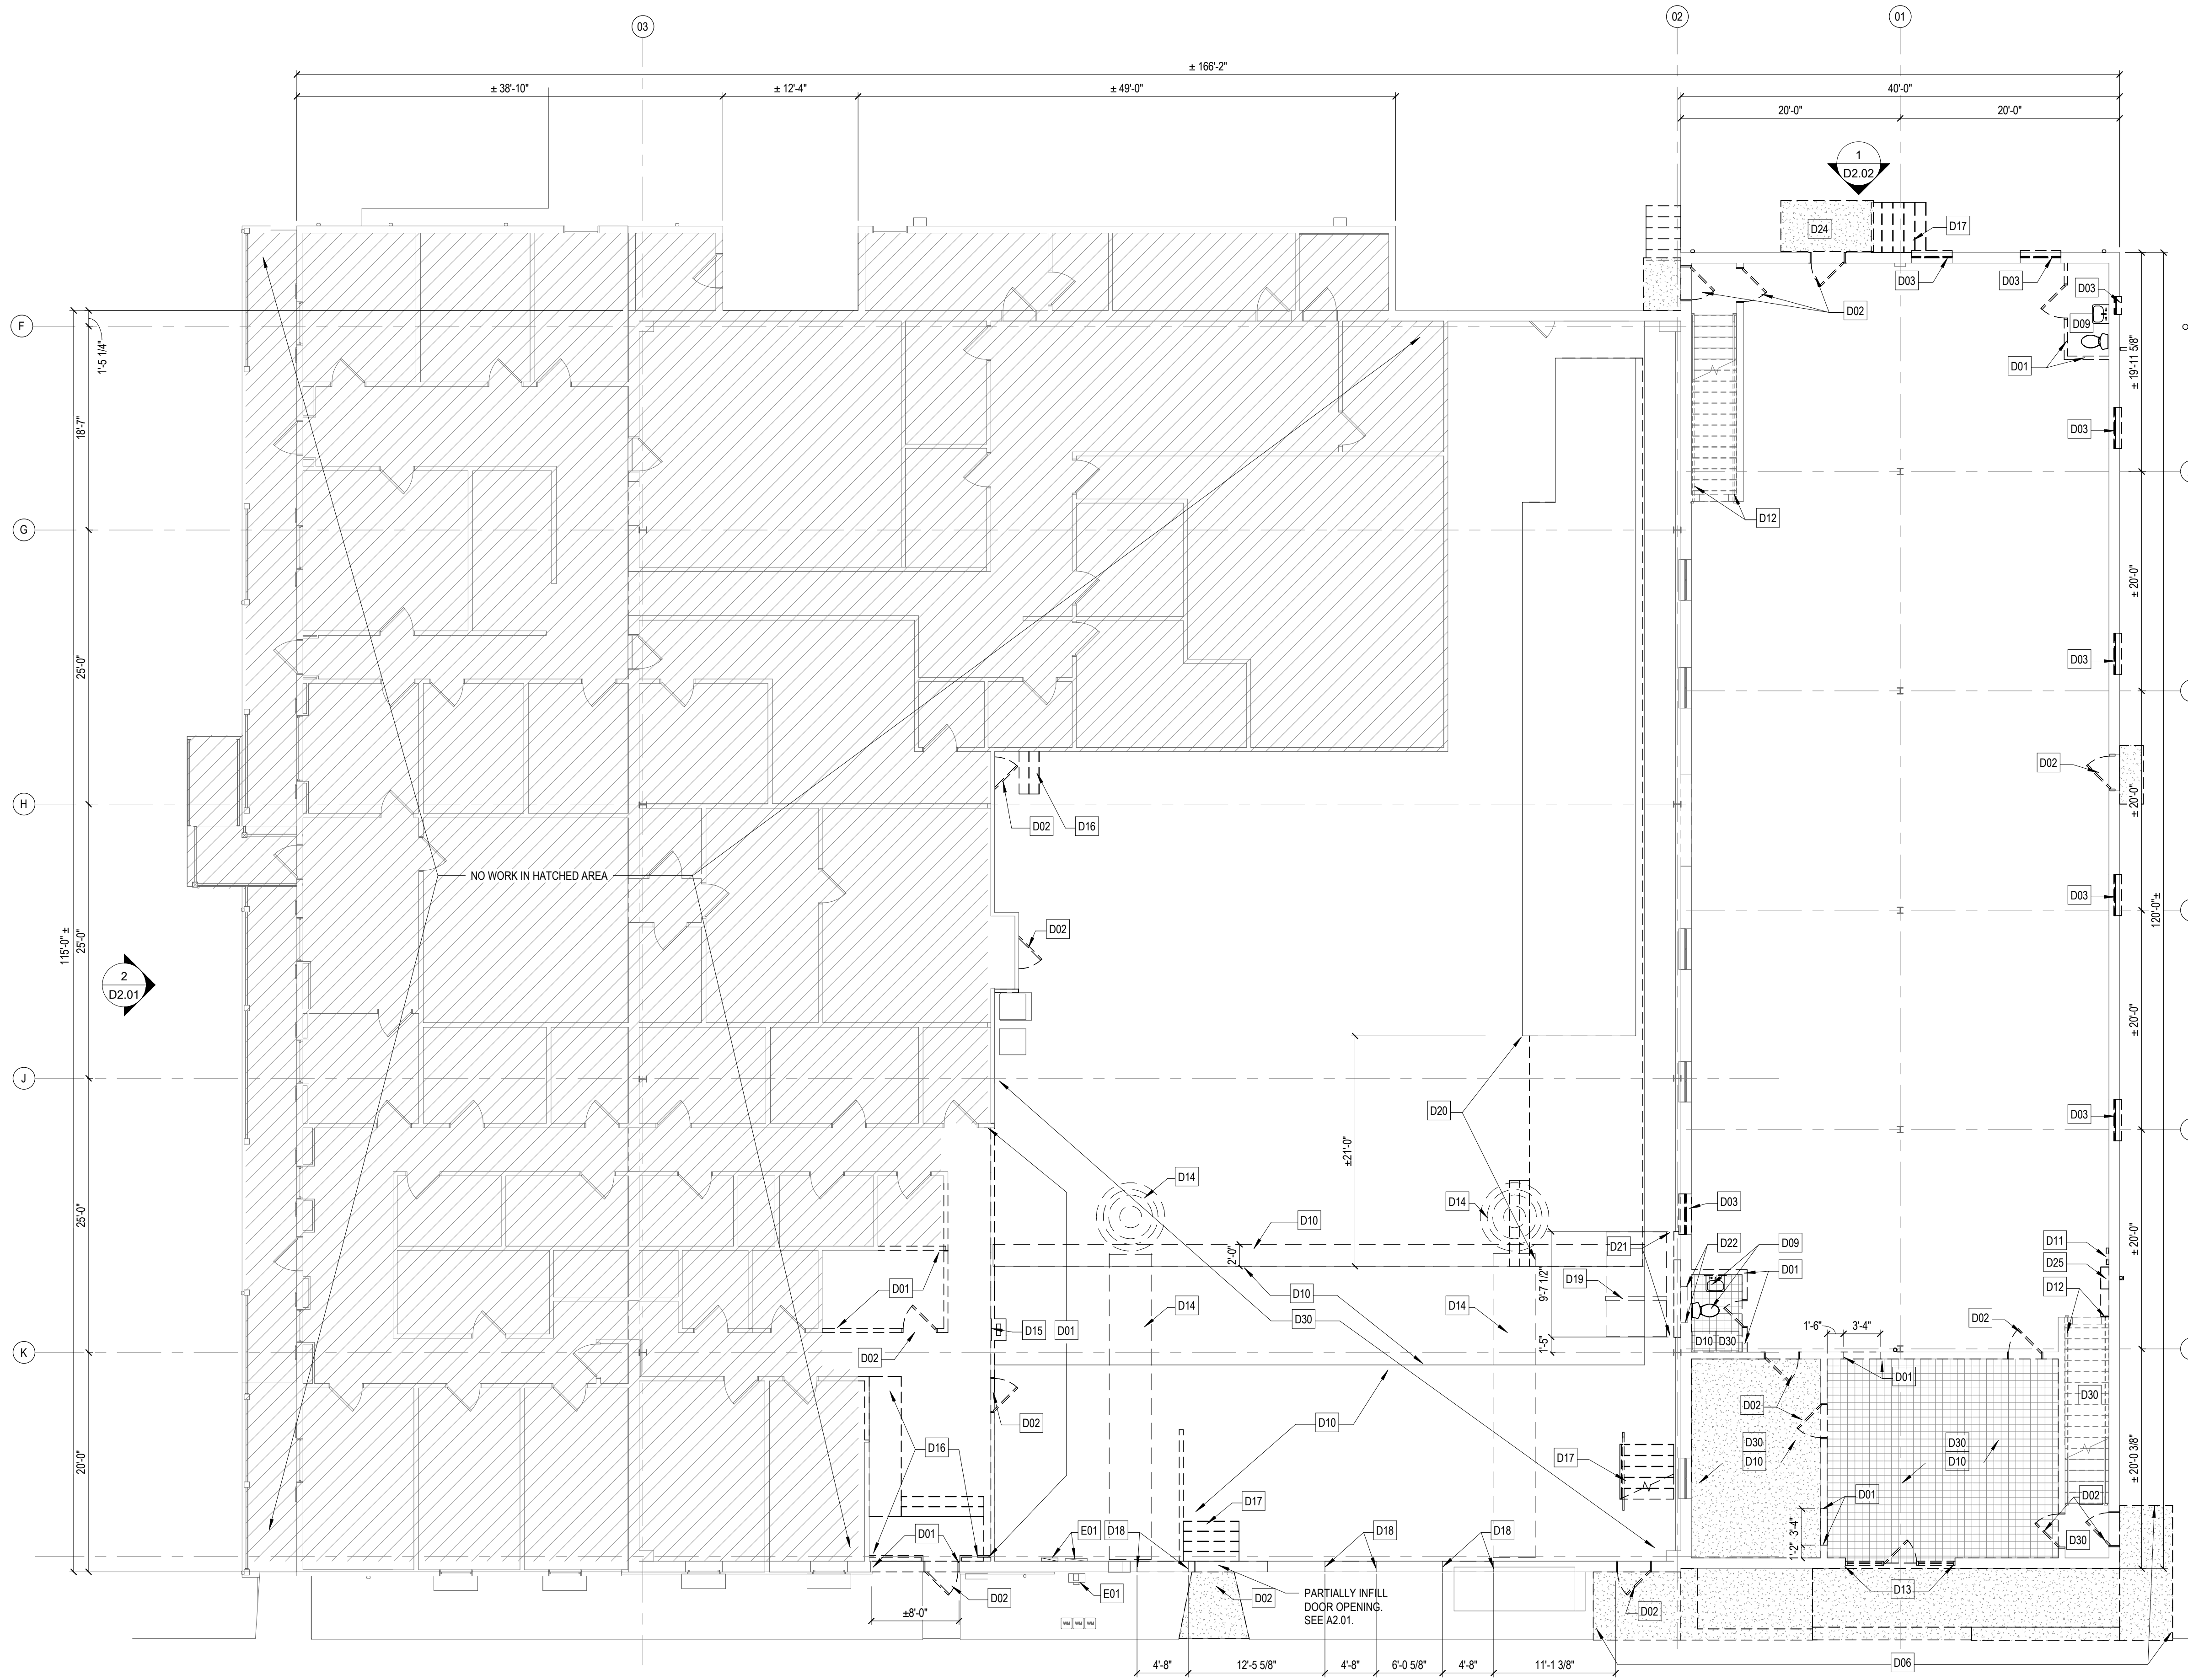 03
02
01
± 166'-2"
± 38'-10"
± 12'-4"
± 49'-0"
40'-0"
20'-0"
20'-0"
1
D2.02
D24
D17
D03
D03
D03
D02
D09
D01
± 19'-11 5/8"
F
1'-5 1/4"
18'-7"
D03
D12
G
± 20'-0"
25'-0"
D03
D02
± 20'-0"
H
D02
D16
NO WORK IN HATCHED AREA
D03
D02
120'-0" ±
115'-0" ±
25'-0"
2
D2.01
± 20'-0"
J
D20
±21'-0"
D03
D14
D14
D03
25'-0"
D10
2'-0"
D21
D22
D09
D11
± 20'-0"
D25
D01
D19
9'-7 1/2"
D12
D01
D10
D14
D30
D14
D15
D01
1'-6"
3'-4"
D02
D10
D30
1'-5"
K
D02
D01
D30
D02
D02
D10
D16
D30
D10
D30
D10
D17
± 20'-0 3/8"
20'-0"
D01
D02
D17
3'-4"
1'-2"
D01
E01
D18
D18
D18
D30
D02
E01
D02
PARTIALLY INFILL
DOOR OPENING.
SEE A2.01.
D02
D13
±8'-0"
WM
WM
WM
4'-8"
12'-5 5/8"
4'-8"
6'-0 5/8"
4'-8"
11'-1 3/8"
D06